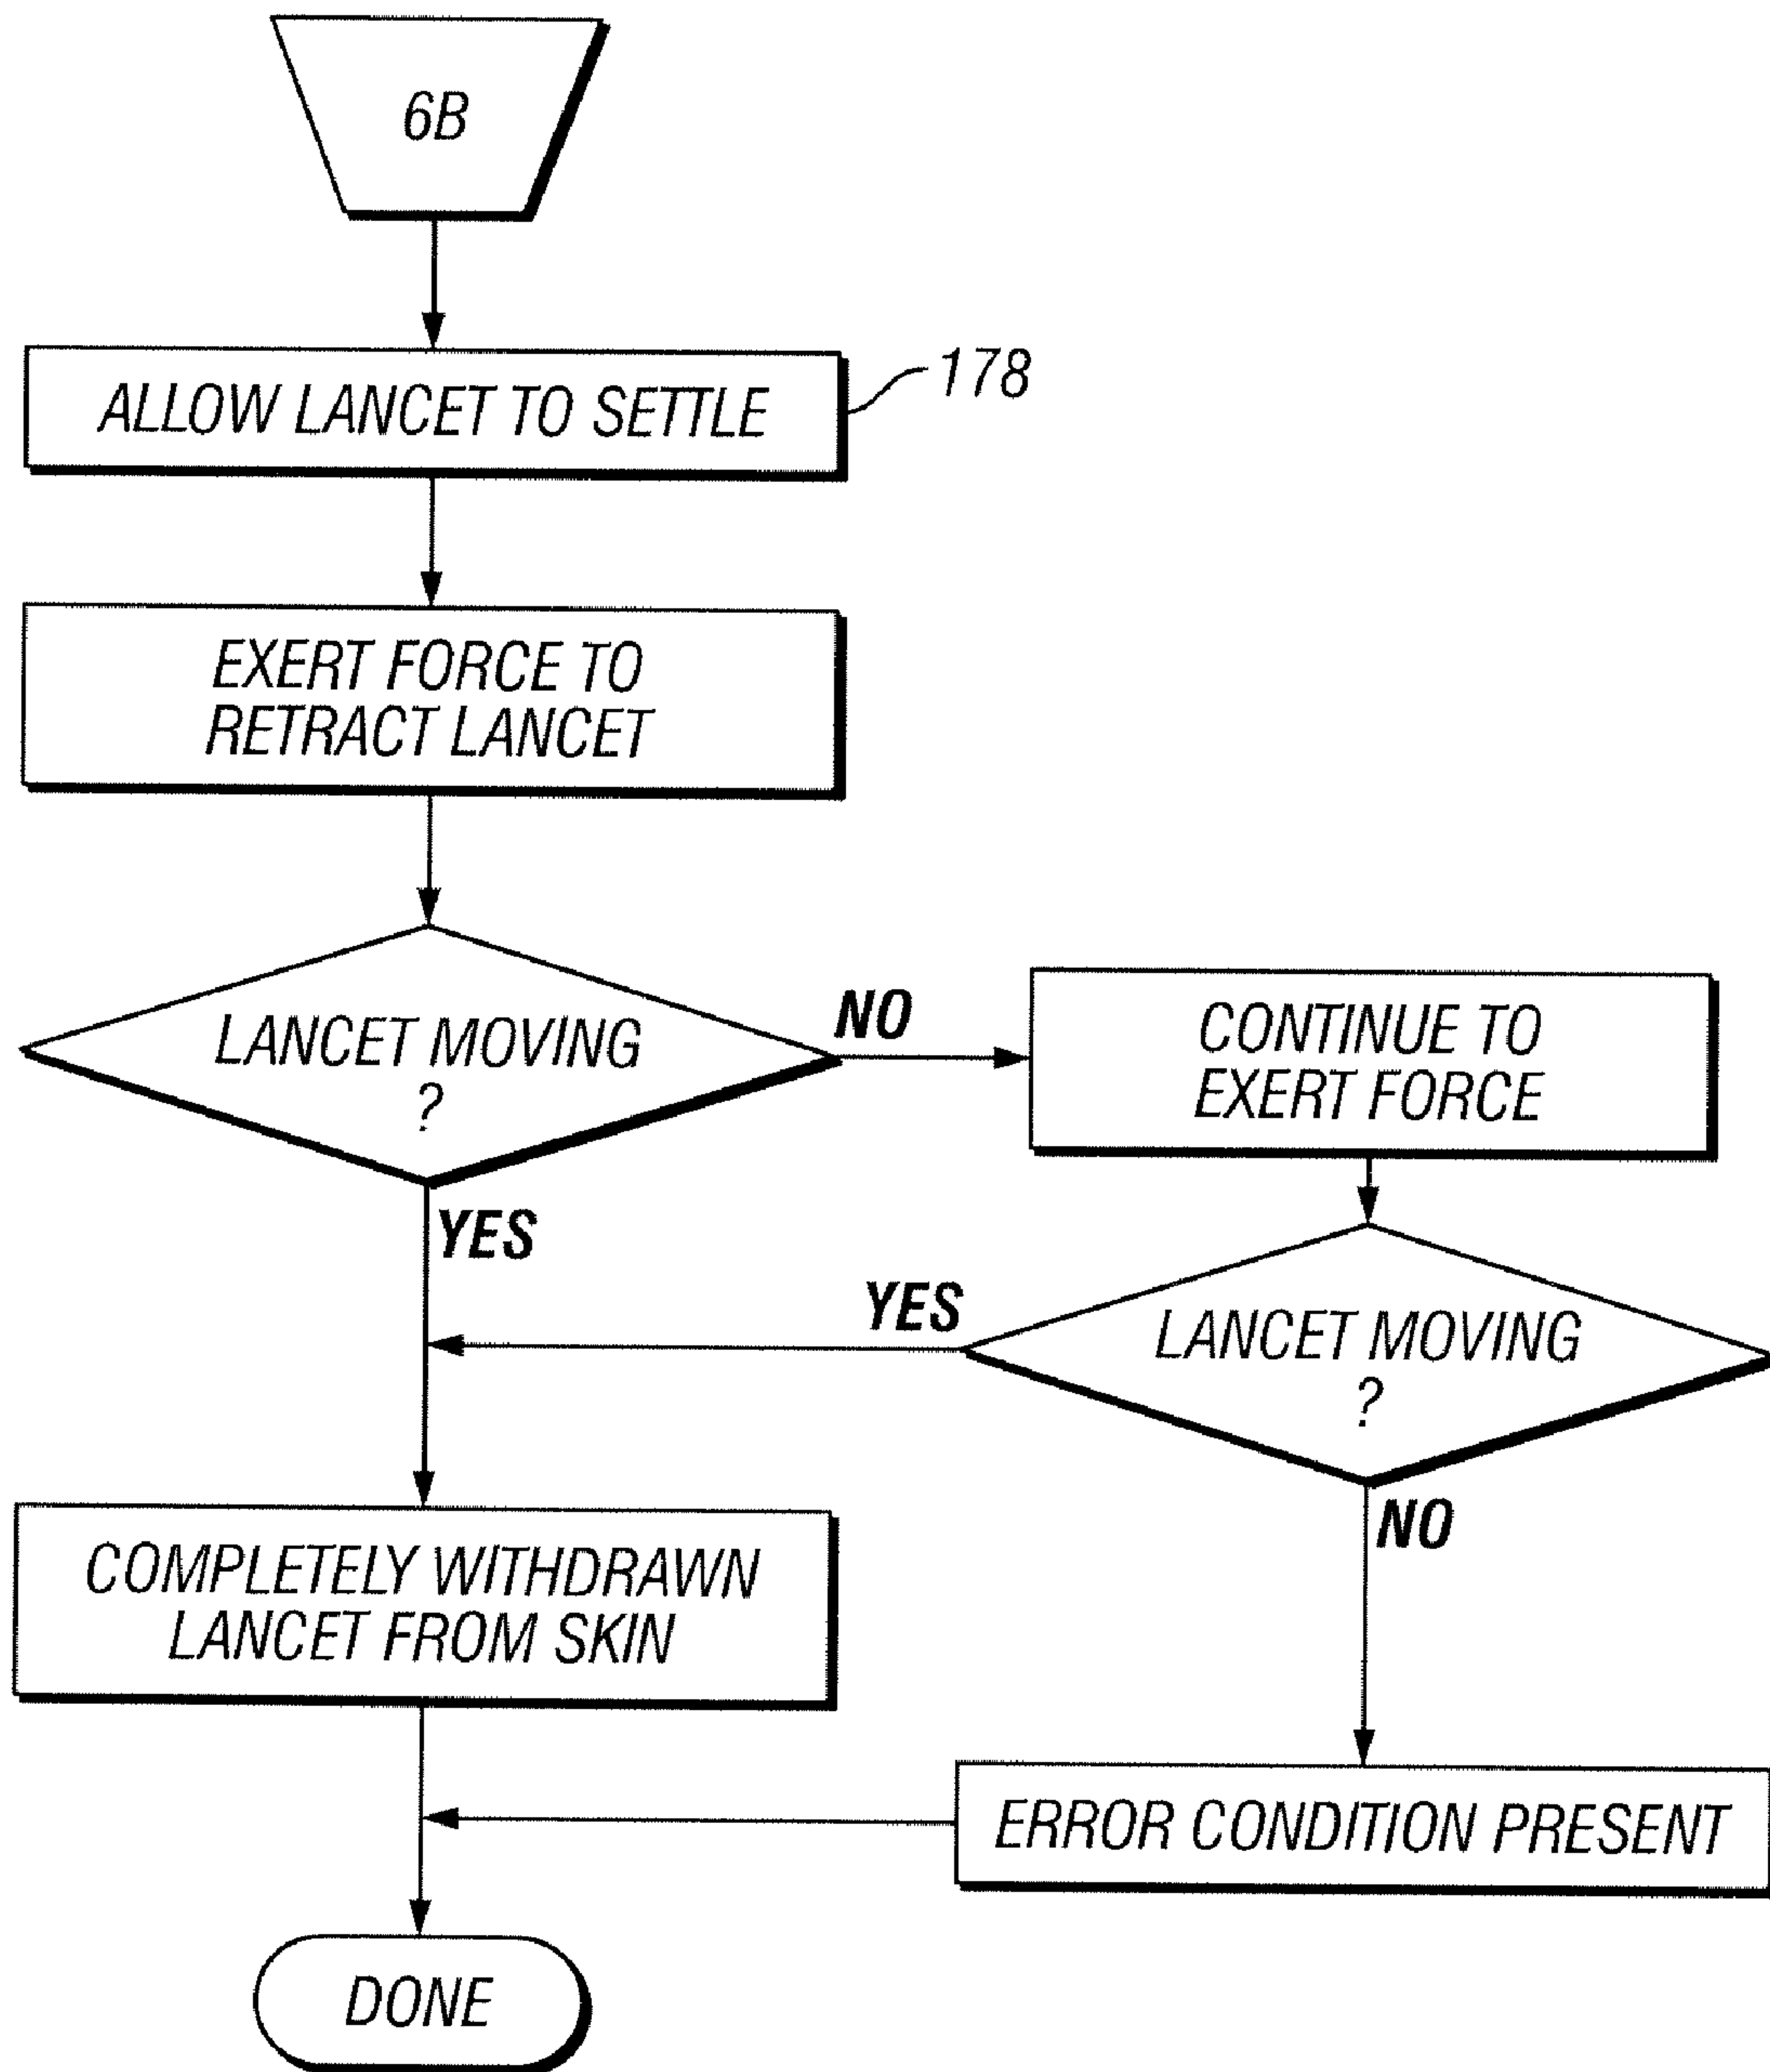 6B
ALLOW LANCET TO SETTLE
178
EXERT FORCE TO
RETRACT LANCET
LANCET MOVING
?
NO
CONTINUE TO
EXERT FORCE
YES
YES
LANCET MOVING
?
NO
COMPLETELY WITHDRAWN
LANCET FROM SKIN
ERROR CONDITION PRESENT
DONE